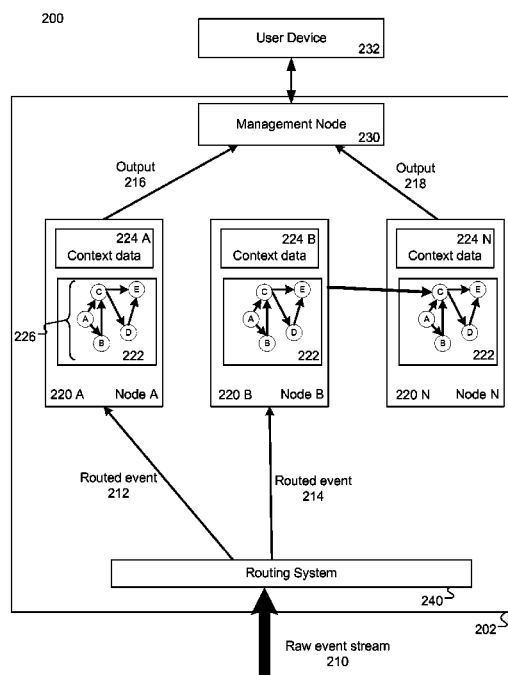 200
User Device
232
Management Node
230
Output
216
Output
218
224 A
Context data
224 B
Context data
224 N
Context data
A
B
C
D
E
222
A
B
C
D
E
222
A
B
C
D
E
222
226
220 A Node A
220 B Node B
220 N Node N
Routed event
212
Routed event
214
Routing System
240
202
Raw event stream
210